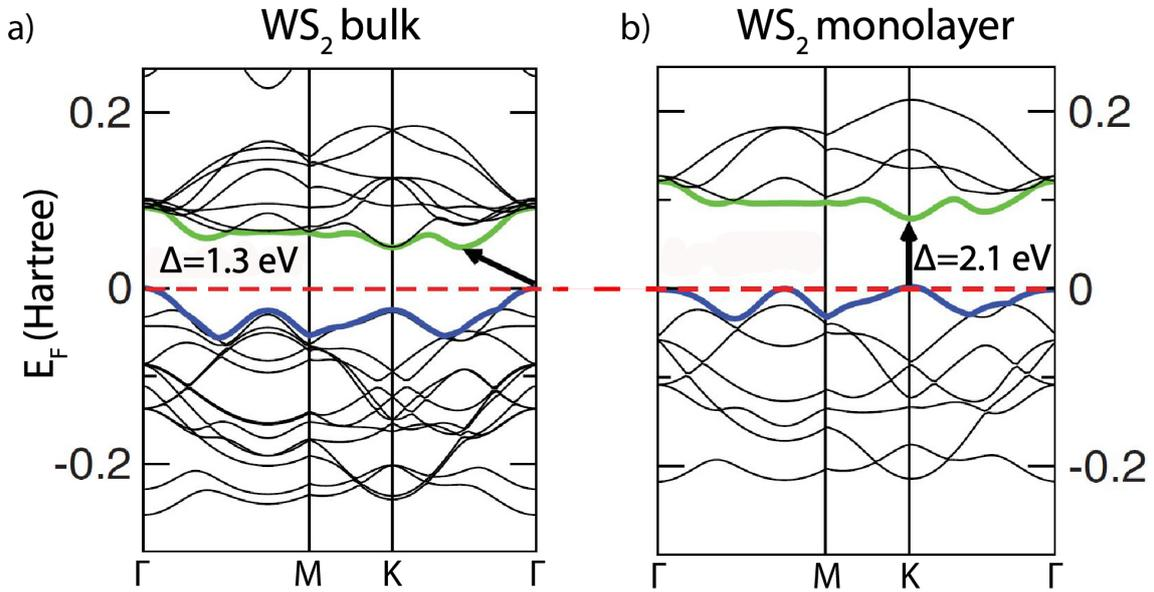 a) WS₂ bulk
b) WS₂ monolayer
E_F (Hartree)
0.2
0
-0.2
Δ=1.3 eV
Γ M K Γ
0.2
0
-0.2
Δ=2.1 eV
Γ M K Γ